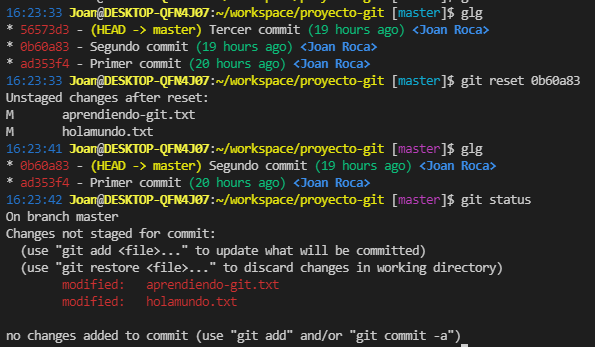 16:23:33 Joan@DESKTOP-QFN4J07:~/workspace/proyecto-git [master]$ glg
* 56573d3 - (HEAD -> master) Tercer commit (19 hours ago) <Joan Roca>
* 0b60a83 - Segundo commit (19 hours ago) <Joan Roca>
* ad353f4 - Primer commit (20 hours ago) <Joan Roca>
16:23:33 Joan@DESKTOP-QFN4J07:~/workspace/proyecto-git [master]$ git reset 0b60a83
Unstaged changes after reset:
M       aprendiendo-git.txt
M       holamundo.txt
16:23:41 Joan@DESKTOP-QFN4J07:~/workspace/proyecto-git [master]$ glg
* 0b60a83 - (HEAD -> master) Segundo commit (19 hours ago) <Joan Roca>
* ad353f4 - Primer commit (20 hours ago) <Joan Roca>
16:23:42 Joan@DESKTOP-QFN4J07:~/workspace/proyecto-git [master]$ git status
On branch master
Changes not staged for commit:
  (use "git add <file>..." to update what will be committed)
  (use "git restore <file>..." to discard changes in working directory)
        modified:   aprendiendo-git.txt
        modified:   holamundo.txt
no changes added to commit (use "git add" and/or "git commit -a")